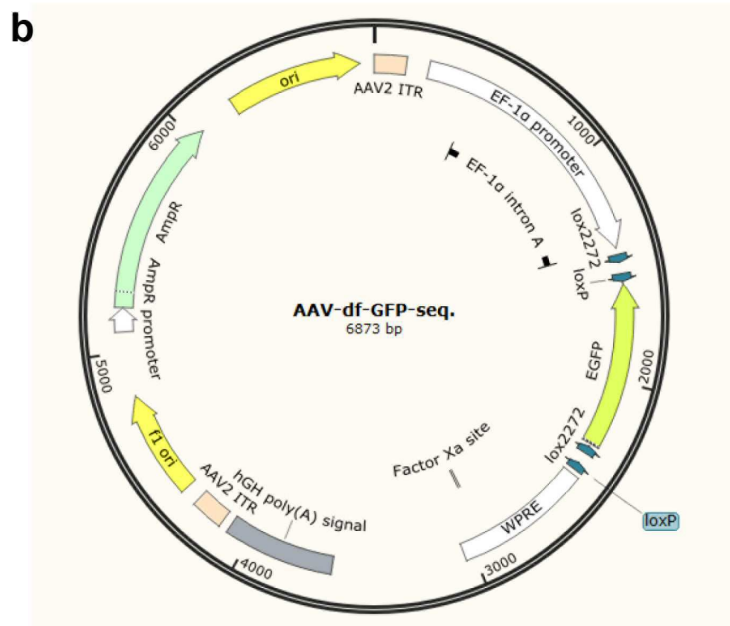 b
ori
AAV2 ITR
EF-1α promoter
1000
6000
EF-1α intron A
lox2272
loxP
AmpR
AmpR promoter
AAV-df-GFP-seq.
6873 bp
EGFP
2000
5000
lox2272
Factor Xa site
f1 ori
AAV2 ITR
hGH poly(A) signal
WPRE
loxP
3000
4000